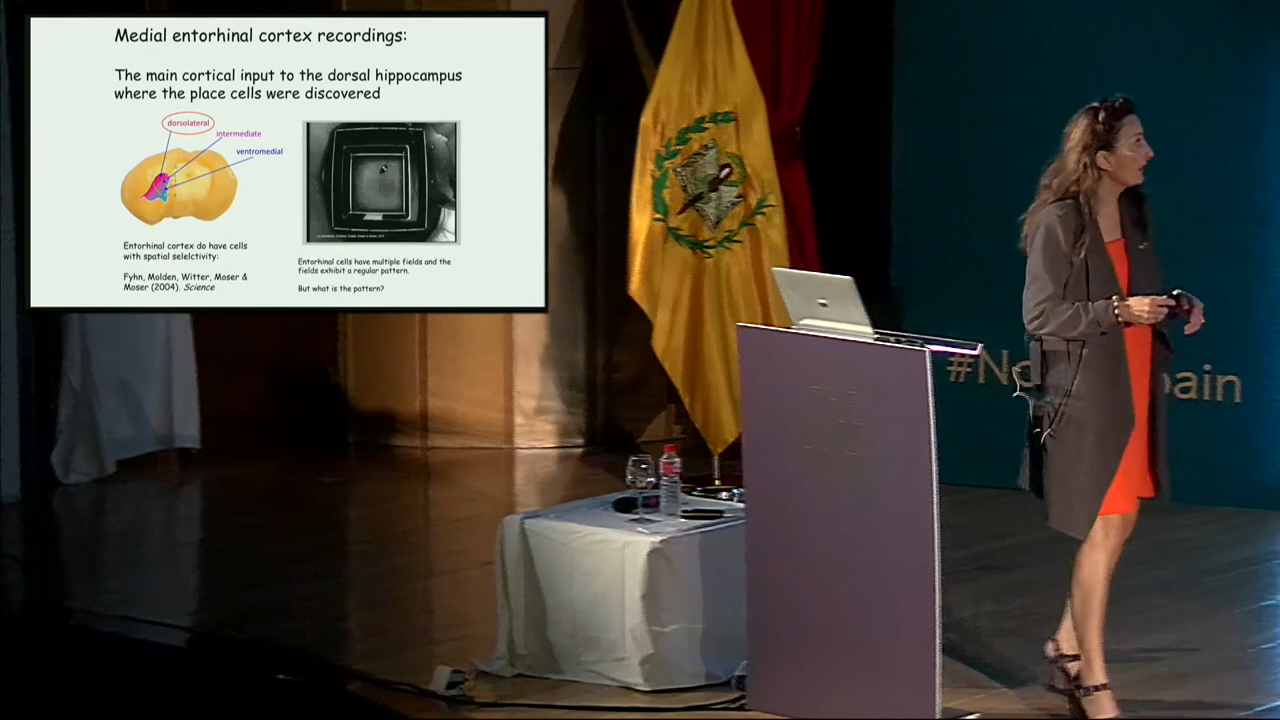 Medial entorhinal cortex recordings:
The main cortical input to the dorsal hippocampus
where the place cells were discovered
dorsolateral
intermediate
ventromedial
Entorhinal cortex do have cells
with spatial selelctivity:
Fyhn, Molden, Witter, Moser &
Moser (2004). Science
Entorhinal cells have multiple fields and the
fields exhibit a regular pattern.
But what is the pattern?
#No
pain